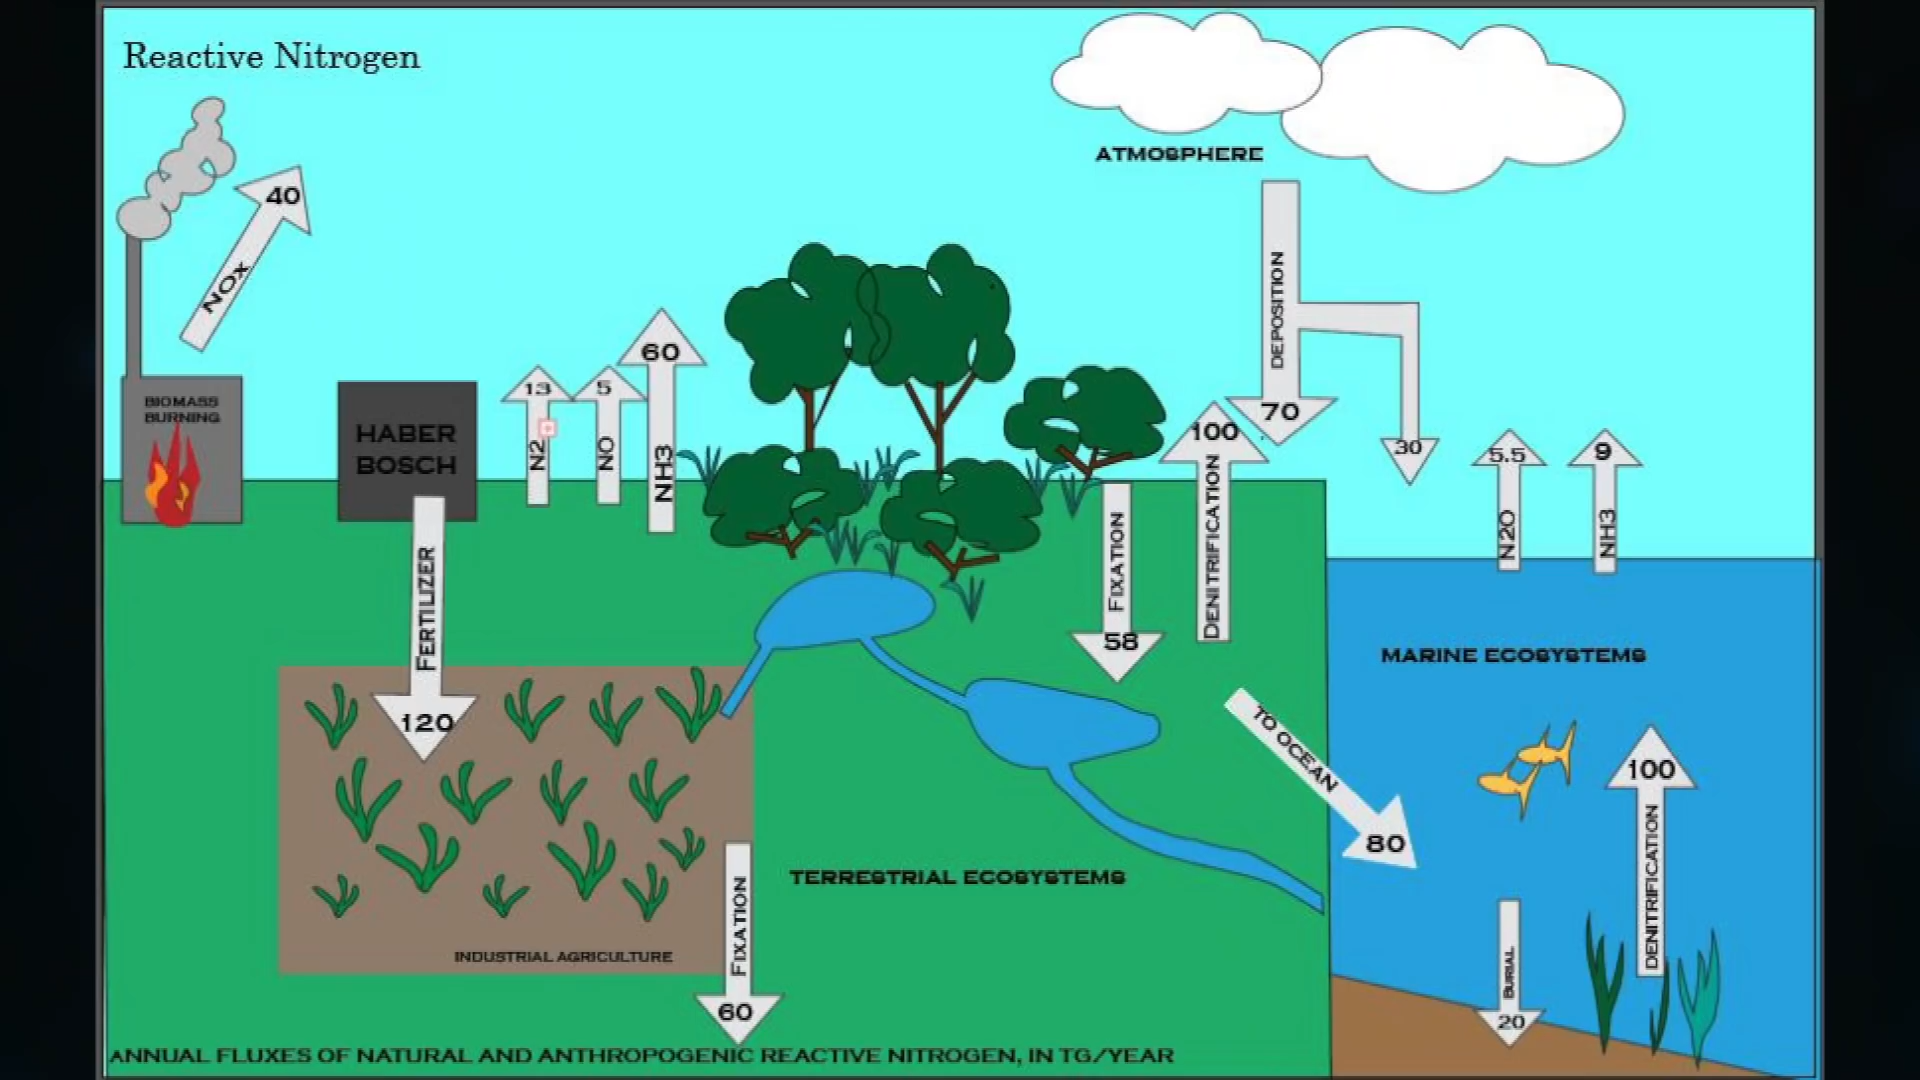 Reactive Nitrogen
ATMOSPHERE
40
NOX
BIOMASS
BURNING
HABER
BOSCH
13
N2
5
NO
60
NH3
DEPOSITION
70
30
100
DENITRIFICATION
FIXATION
58
5.5
N2O
9
NH3
FERTILIZER
120
MARINE ECOSYSTEMS
TO OCEAN
80
100
DENITRIFICATION
TERRESTRIAL ECOSYSTEMS
INDUSTRIAL AGRICULTURE
FIXATION
60
BURIAL
20
ANNUAL FLUXES OF NATURAL AND ANTHROPOGENIC REACTIVE NITROGEN, IN TG/YEAR